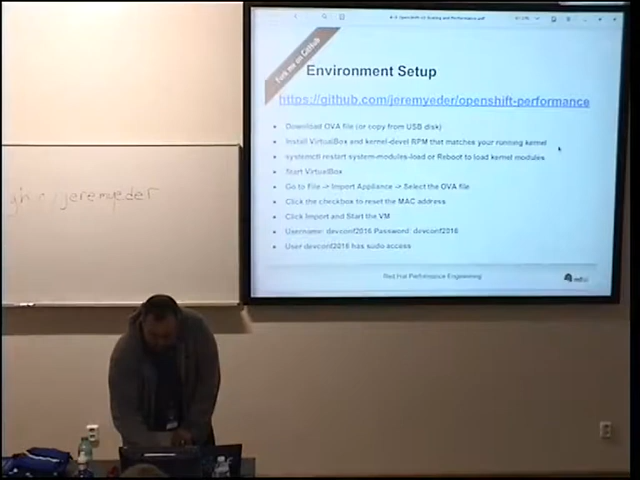 Fork me on GitHub
Environment Setup
https://github.com/jeremyeder/openshift-performance
Download OVA file (or copy from USB disk)
Install VirtualBox and kernel-devel RPM that matches your running kernel
systemctl restart system-modules-load or Reboot to load kernel modules
Start VirtualBox
Go to File -> Import Appliance -> Select the OVA file
Click the checkbox to reset the MAC address
Click Import and Start the VM
Username: devconf2016 Password: devconf2016
User devconf2016 has sudo access
Red Hat Performance Engineering
/jeremyeder